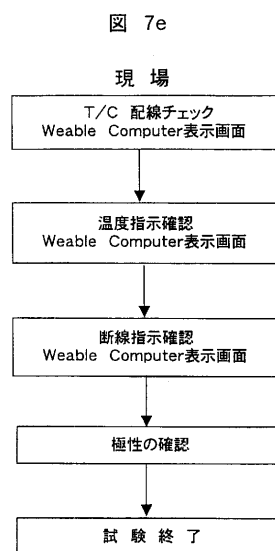 図 7e
現 場
T/C 配線チェック
Weable Computer表示画面
温度指示確認
Weable Computer表示画面
断線指示確認
Weable Computer表示画面
極性の確認
試 験 終 了